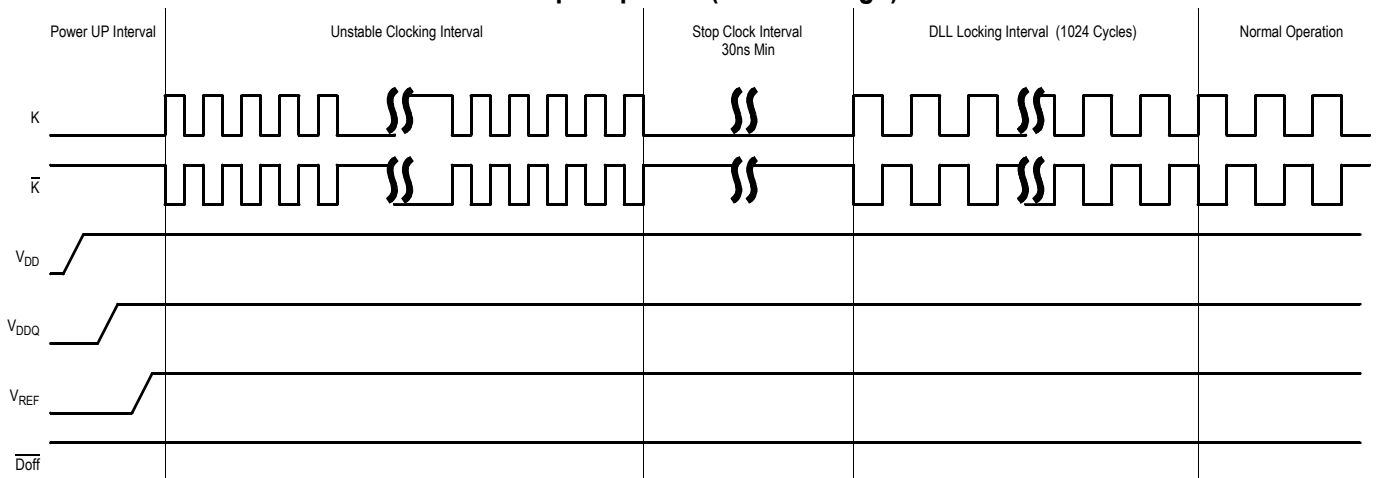 Power UP Interval
Unstable Clocking Interval
Stop Clock Interval
30ns Min
DLL Locking Interval (1024 Cycles)
Normal Operation
K
K̅
VDD
VDDQ
VREF
D̅o̅f̅f̅